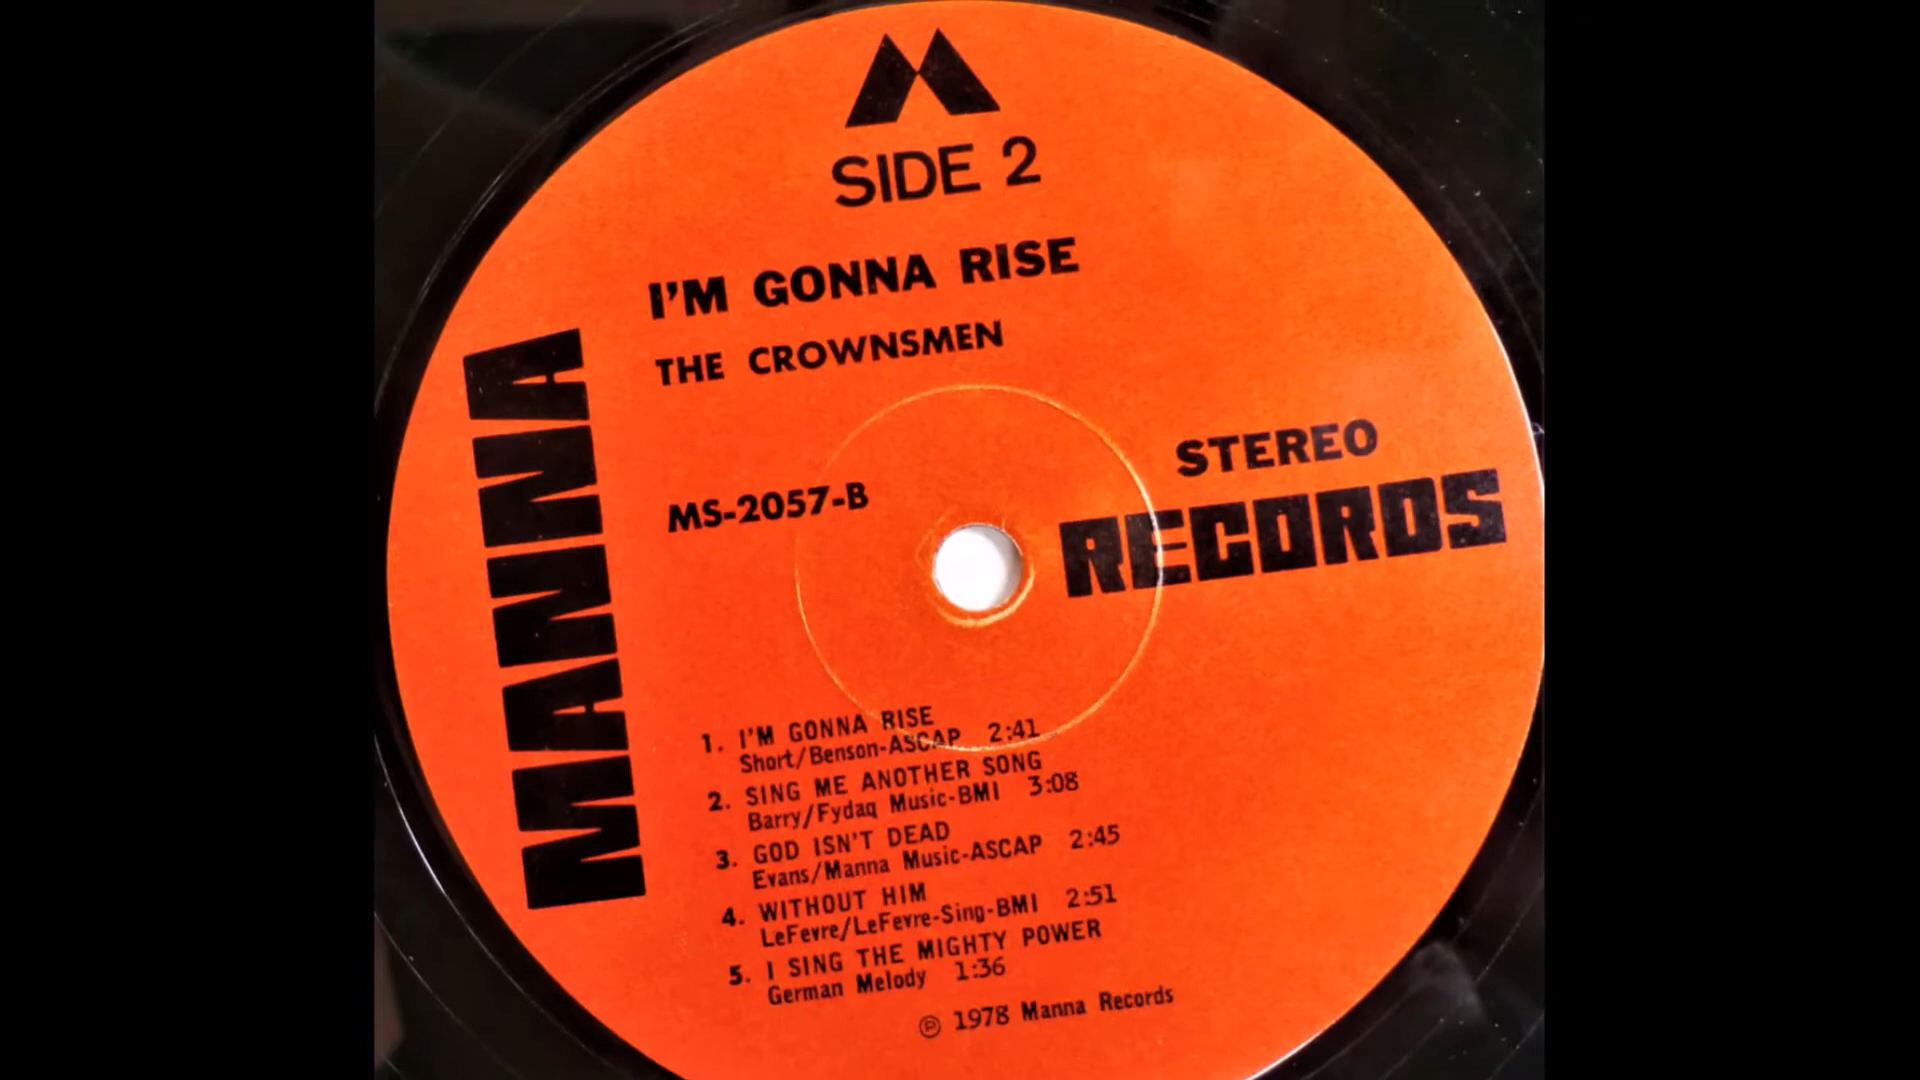 SIDE 2
I'M GONNA RISE
THE CROWNSMEN
MANNA
STEREO
MS-2057-B
RECORDS
1. I'M GONNA RISE
Short/Benson-ASCAP 2:41
2. SING ME ANOTHER SONG
Barry/Fydaq Music-BMI 3:08
3. GOD ISN'T DEAD
Evans/Manna Music-ASCAP 2:45
4. WITHOUT HIM
LeFevre/LeFevre-Sing-BMI 2:51
5. I SING THE MIGHTY POWER
German Melody 1:36
℗ 1978 Manna Records